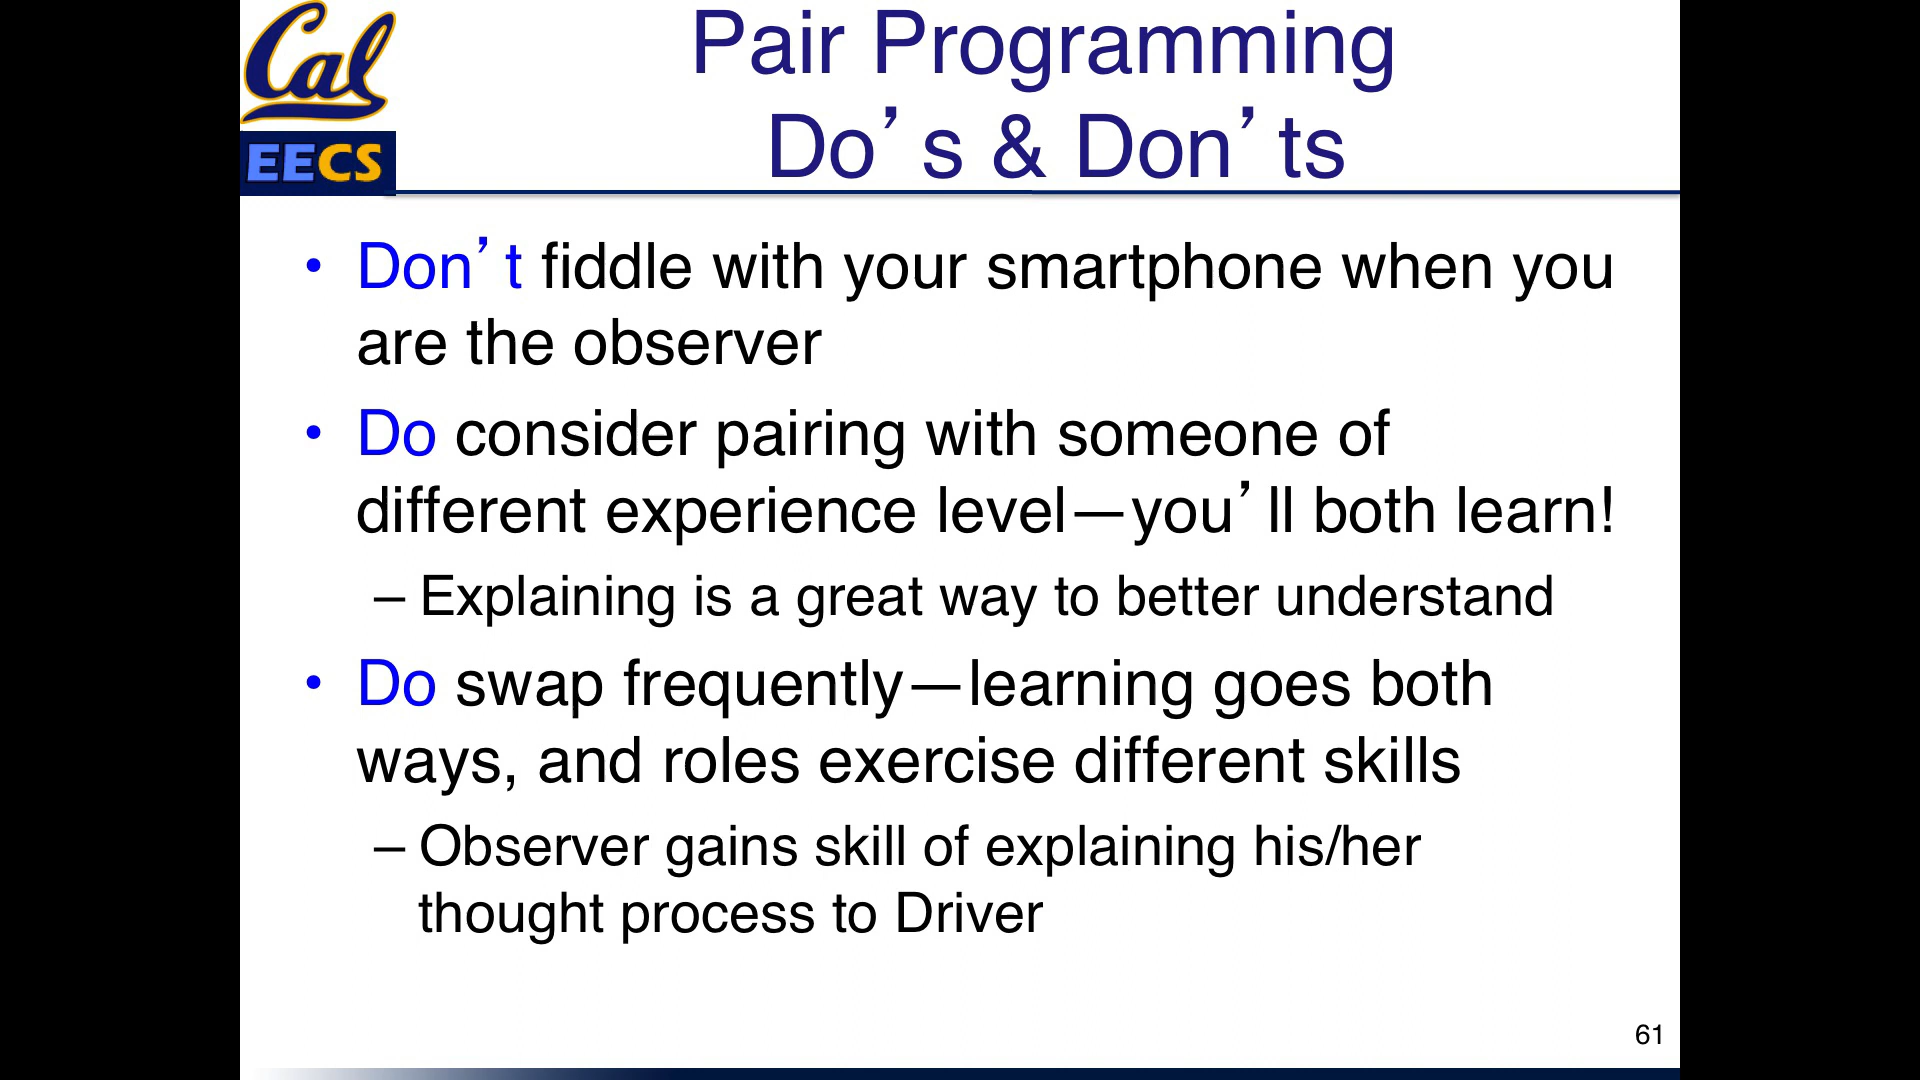 Cal
EECS
Pair Programming
Do’s & Don’ts
• Don’t fiddle with your smartphone when you
are the observer
• Do consider pairing with someone of
different experience level—you’ll both learn!
– Explaining is a great way to better understand
• Do swap frequently—learning goes both
ways, and roles exercise different skills
– Observer gains skill of explaining his/her
thought process to Driver
61